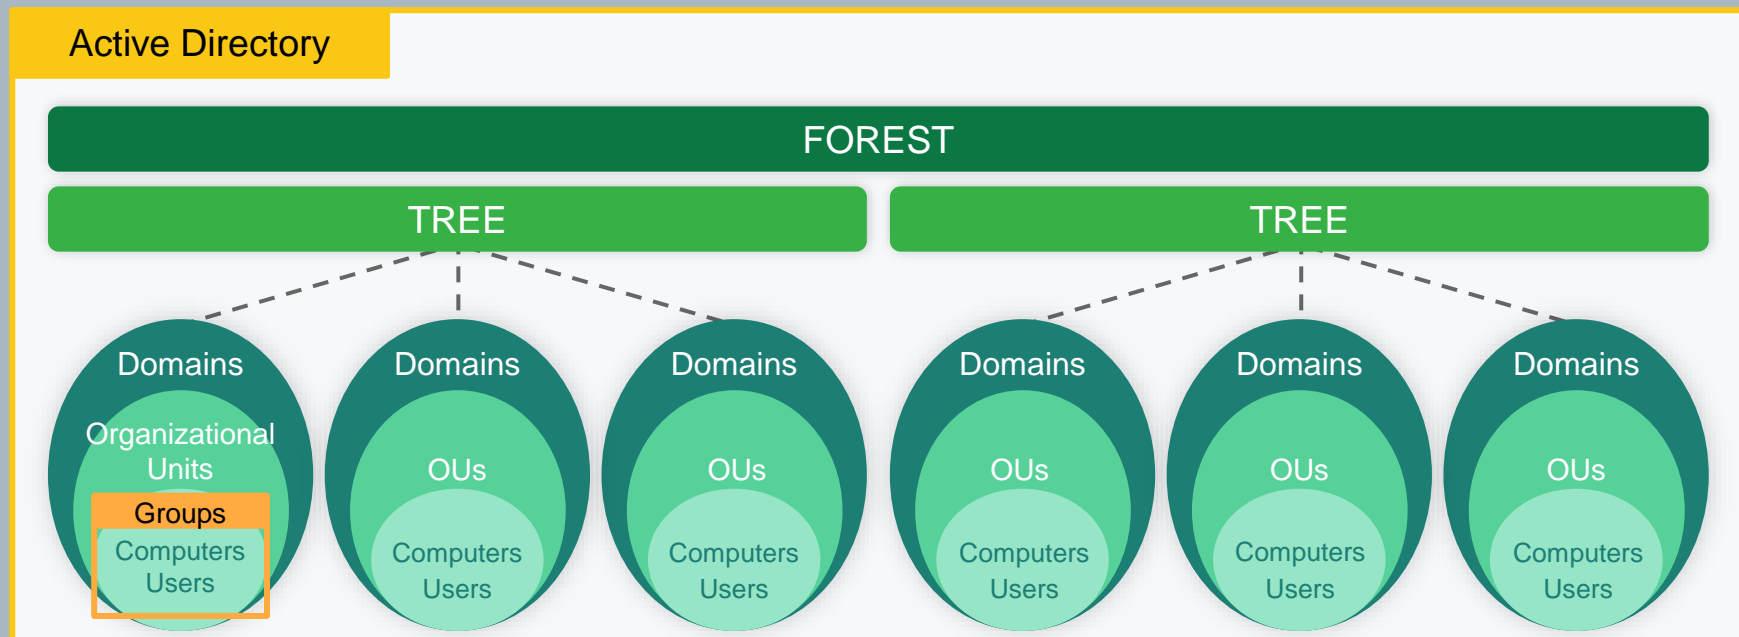 Active Directory
FOREST
TREE
TREE
Domains
Organizational
Units
Groups
Computers
Users
Domains
OUs
Computers
Users
Domains
OUs
Computers
Users
Domains
OUs
Computers
Users
Domains
OUs
Computers
Users
Domains
OUs
Computers
Users